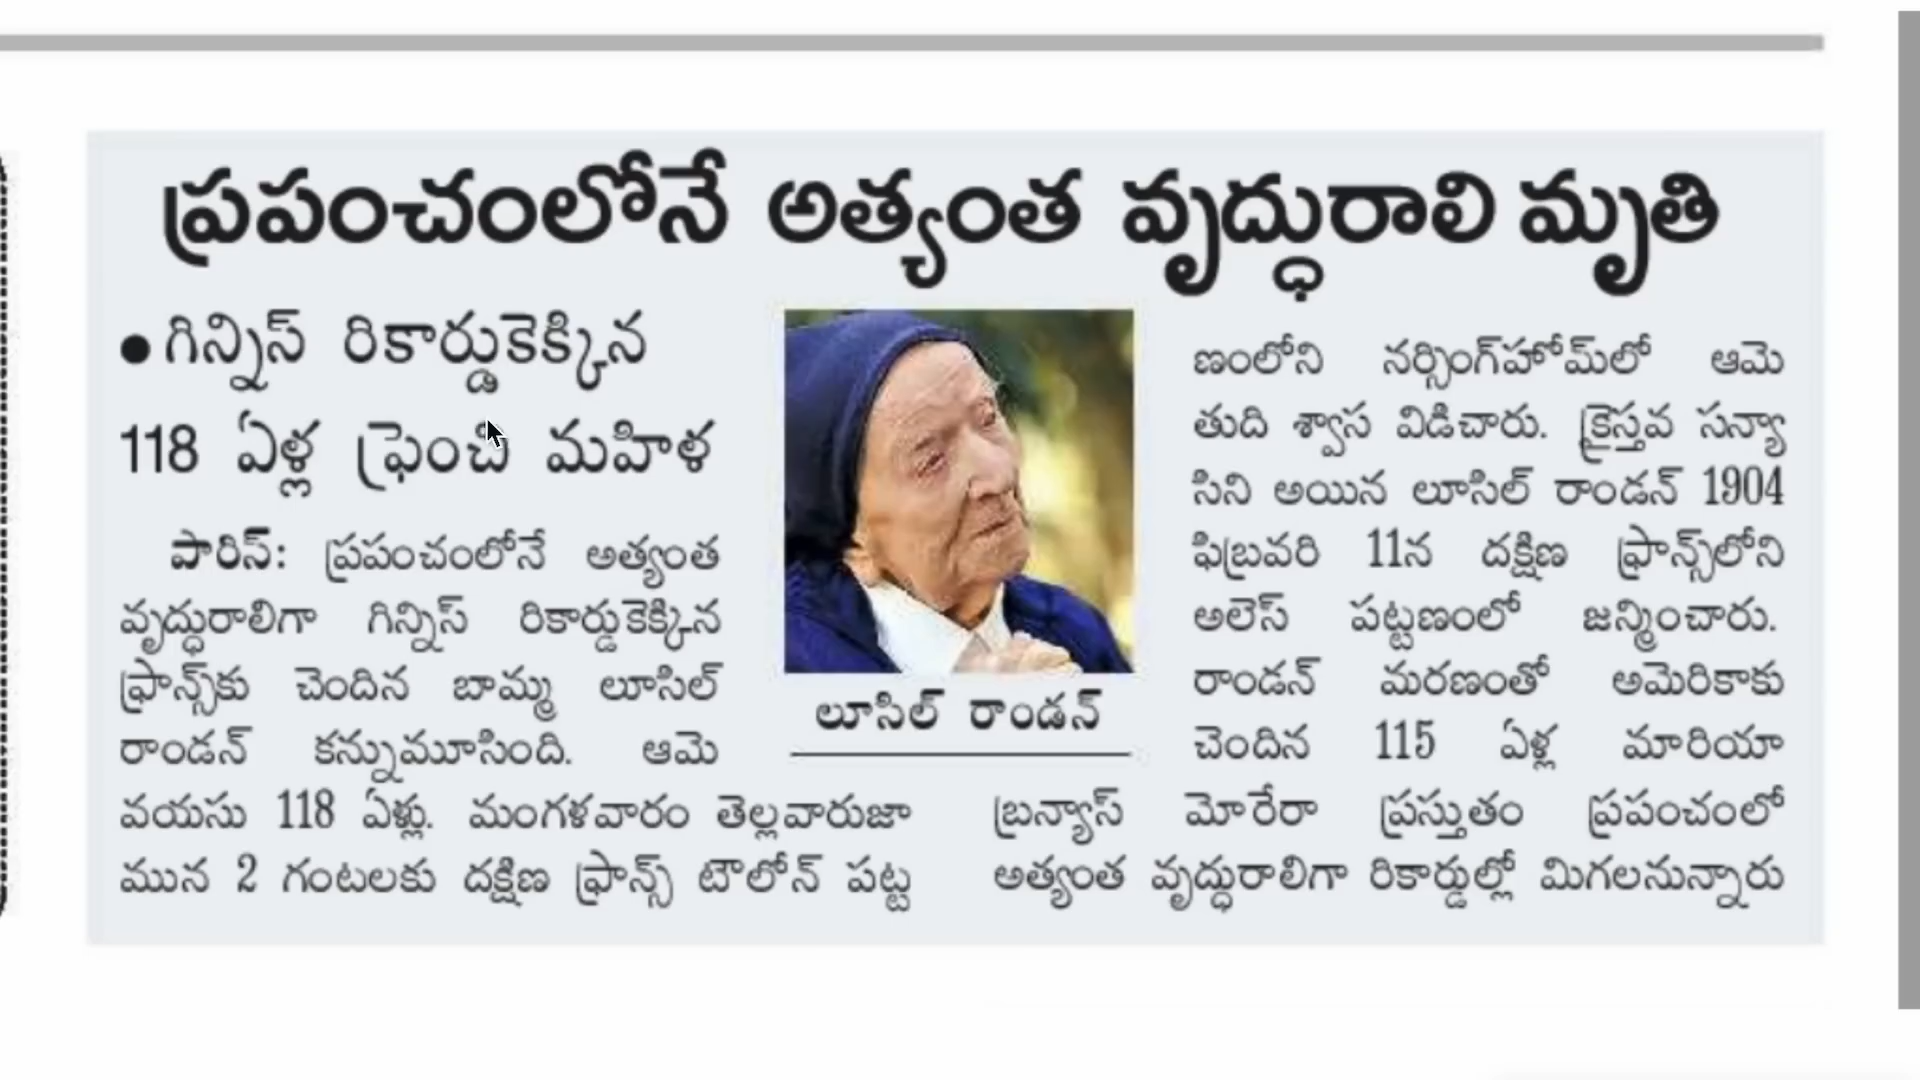 ప్రపంచంలోనే అత్యంత వృద్ధురాలి మృతి
● గిన్నిస్ రికార్డుకెక్కిన
118 ఏళ్ల ఫ్రెంచి మహిళ
పారిస్: ప్రపంచంలోనే అత్యంత
వృద్ధురాలిగా గిన్నిస్ రికార్డుకెక్కిన
ఫ్రాన్స్‌కు చెందిన బామ్మ లూసిల్
రాండన్ కన్నుమూసింది. ఆమె
వయసు 118 ఏళ్లు. మంగళవారం తెల్లవారుజా
మున 2 గంటలకు దక్షిణ ఫ్రాన్స్ టౌలోన్ పట్ట
లూసిల్ రాండన్
ణంలోని నర్సింగ్‌హోమ్‌లో ఆమె
తుది శ్వాస విడిచారు. క్రైస్తవ సన్యా
సిని అయిన లూసిల్ రాండన్ 1904
ఫిబ్రవరి 11న దక్షిణ ఫ్రాన్స్‌లోని
అలెస్ పట్టణంలో జన్మించారు.
రాండన్ మరణంతో అమెరికాకు
చెందిన 115 ఏళ్ల మారియా
బ్రన్యాస్ మోరేరా ప్రస్తుతం ప్రపంచంలో
అత్యంత వృద్ధురాలిగా రికార్డుల్లో మిగలనున్నారు